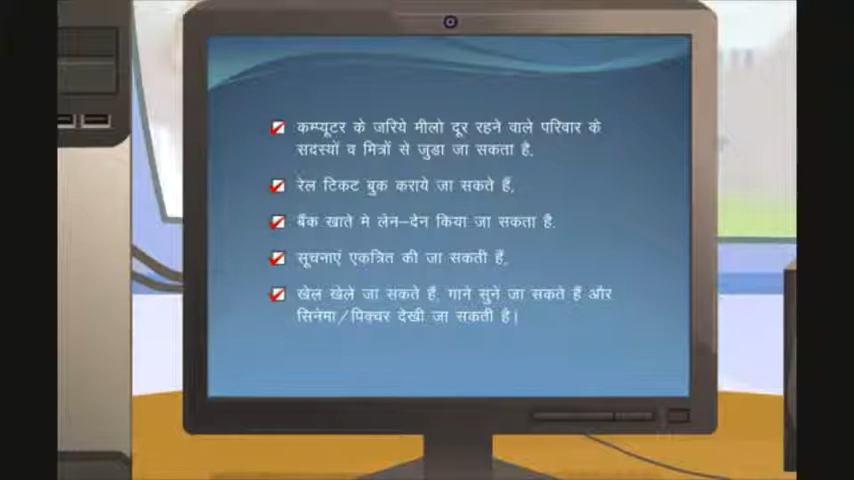 कम्प्यूटर के जरिये मीलो दूर रहने वाले परिवार के
सदस्यों व मित्रों से जुडा जा सकता है,
रेल टिकट बुक कराये जा सकते हैं,
बैंक खाते मे लेन-देन किया जा सकता है.
सूचनाएं एकत्रित की जा सकती हैं,
खेल खेले जा सकते हैं, गाने सुने जा सकते हैं और
सिनेमा/पिक्चर देखी जा सकती है।